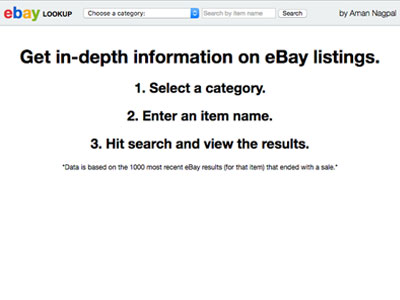 ebay LOOKUP Choose a category: Search by item name Search by Aman Nagpal
Get in-depth information on eBay listings.
1. Select a category.
2. Enter an item name.
3. Hit search and view the results.
*Data is based on the 1000 most recent eBay results (for that item) that ended with a sale.*